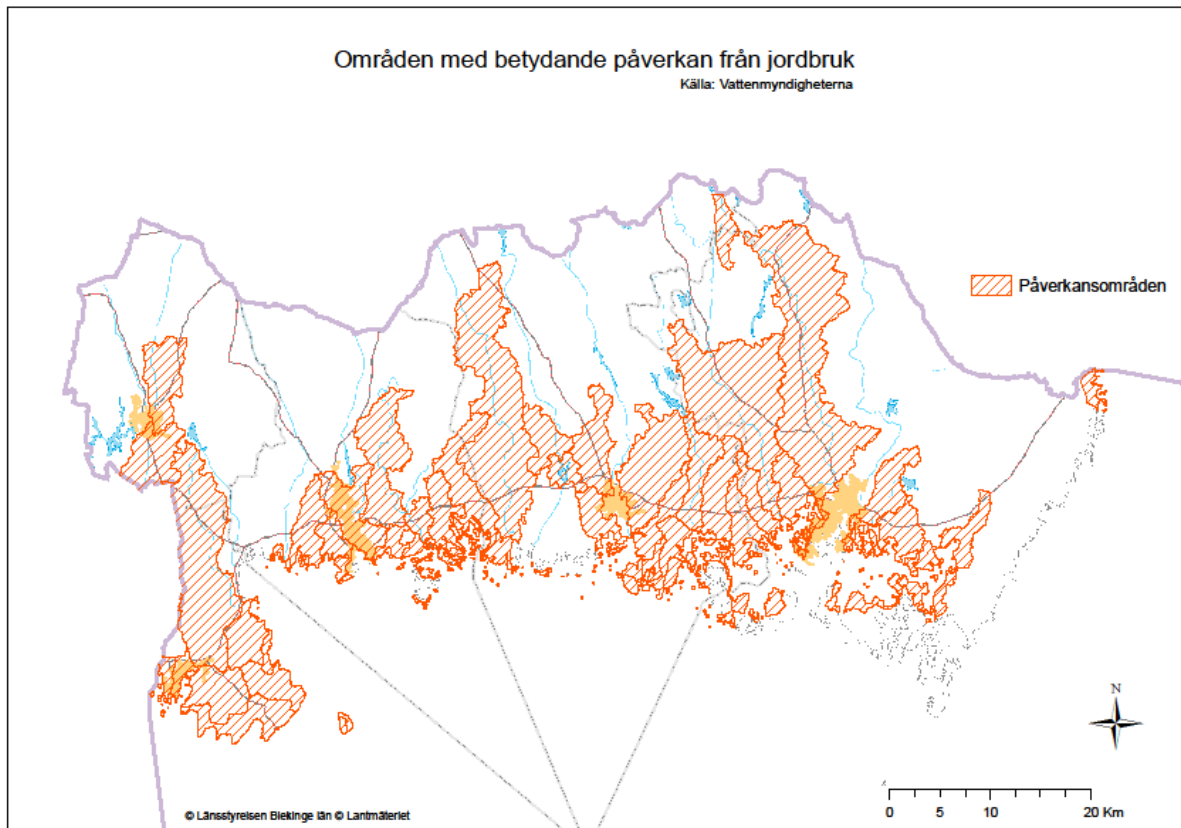 Områden med betydande påverkan från jordbruk
Källa: Vattenmyndigheterna
Påverkansområden
N
0 5 10 20 Km
© Länsstyrelsen Blekinge län © Lantmäteriet